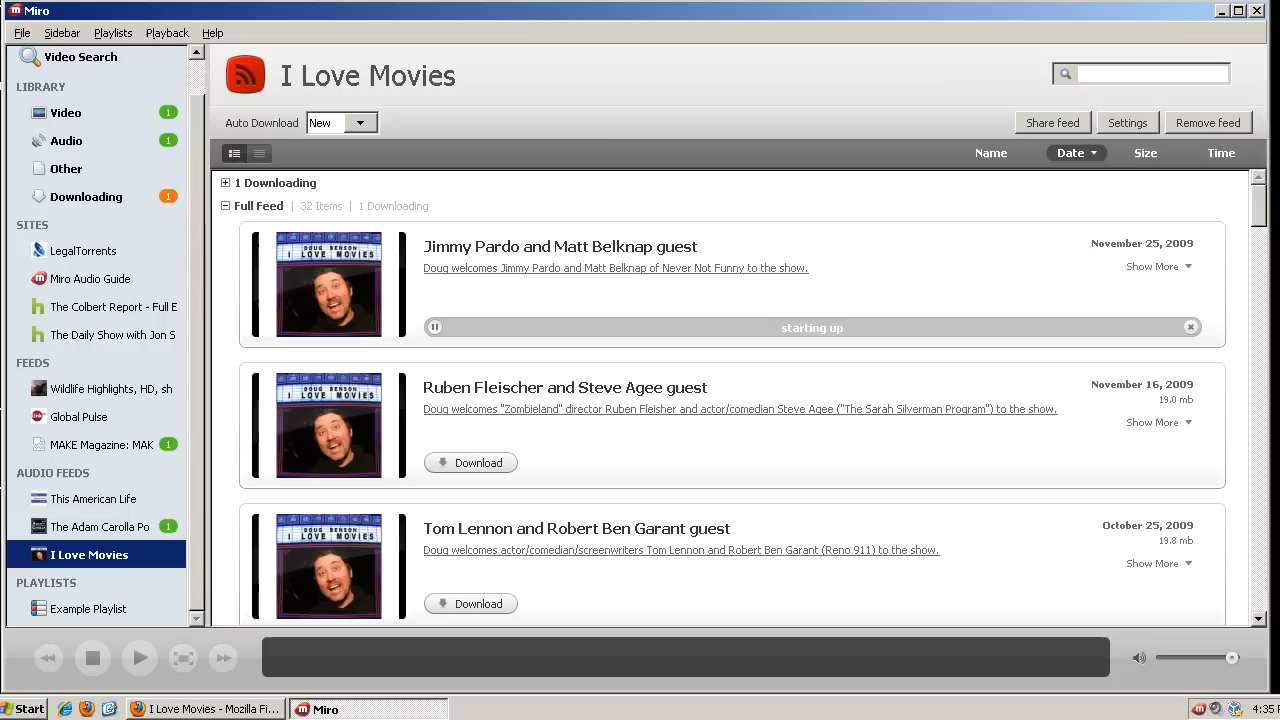 Miro
File Sidebar Playlists Playback Help
Video Search
LIBRARY
Video 1
Audio 1
Other
Downloading 1
SITES
LegalTorrents
Miro Audio Guide
The Colbert Report - Full E
The Daily Show with Jon S
FEEDS
Wildlife Highlights, HD, sh
Global Pulse
MAKE Magazine: MAK 1
AUDIO FEEDS
This American Life
The Adam Carolla Po 1
I Love Movies
PLAYLISTS
Example Playlist
I Love Movies
Auto Download New
Share feed Settings Remove feed
Name Date Size Time
1 Downloading
Full Feed | 32 Items | 1 Downloading
DOUG BENSON
I LOVE MOVIES
Jimmy Pardo and Matt Belknap guest
November 25, 2009
Doug welcomes Jimmy Pardo and Matt Belknap of Never Not Funny to the show.
Show More
starting up
DOUG BENSON
I LOVE MOVIES
Ruben Fleischer and Steve Agee guest
November 16, 2009
19.0 mb
Doug welcomes "Zombieland" director Ruben Fleisher and actor/comedian Steve Agee ("The Sarah Silverman Program") to the show.
Show More
Download
DOUG BENSON
I LOVE MOVIES
Tom Lennon and Robert Ben Garant guest
October 25, 2009
19.8 mb
Doug welcomes actor/comedian/screenwriters Tom Lennon and Robert Ben Garant (Reno 911) to the show.
Show More
Download
Start
I Love Movies - Mozilla Fi...
Miro
4:35 P